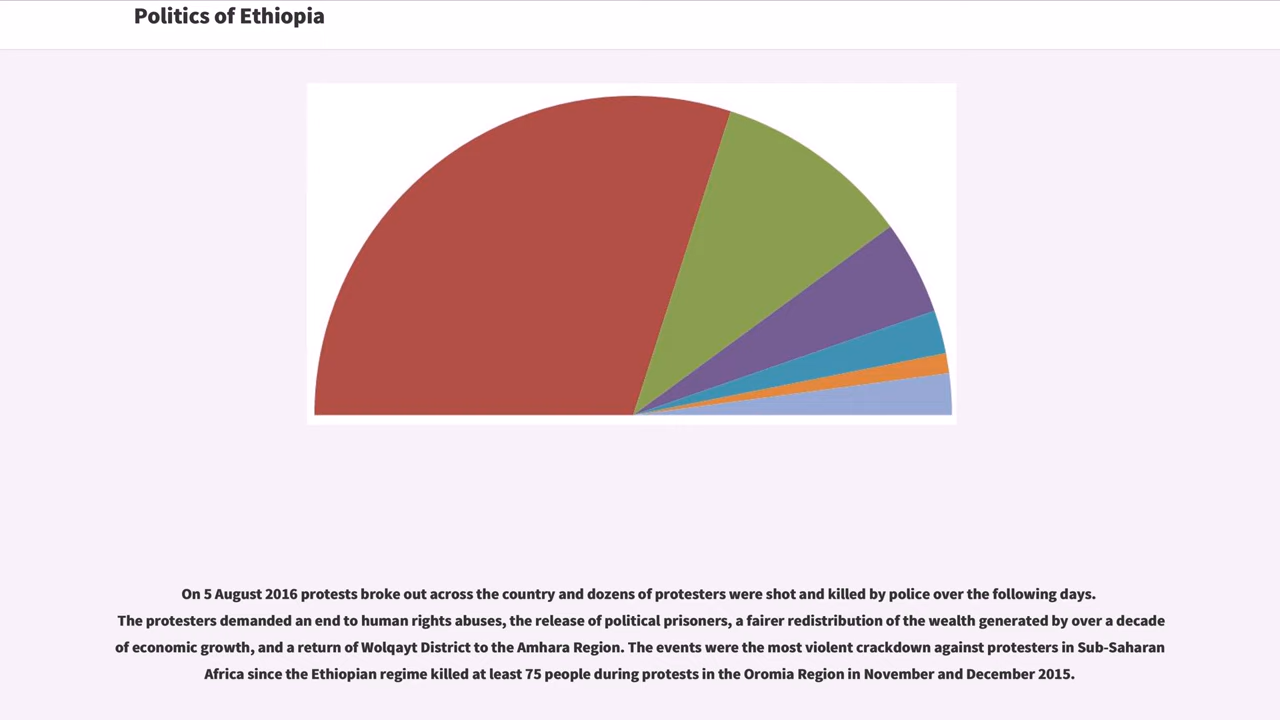 Politics of Ethiopia
On 5 August 2016 protests broke out across the country and dozens of protesters were shot and killed by police over the following days.
The protesters demanded an end to human rights abuses, the release of political prisoners, a fairer redistribution of the wealth generated by over a decade
of economic growth, and a return of Wolqayt District to the Amhara Region. The events were the most violent crackdown against protesters in Sub-Saharan
Africa since the Ethiopian regime killed at least 75 people during protests in the Oromia Region in November and December 2015.